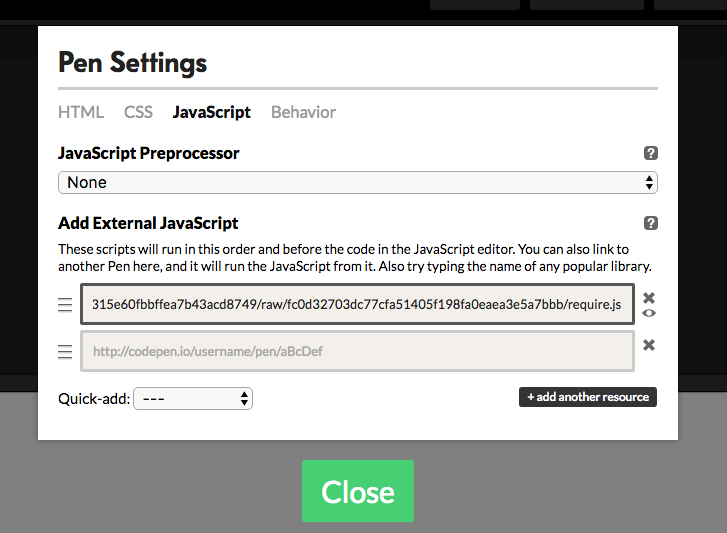 Pen Settings
HTML CSS JavaScript Behavior
JavaScript Preprocessor ?
None
Add External JavaScript ?
These scripts will run in this order and before the code in the JavaScript editor. You can also link to
another Pen here, and it will run the JavaScript from it. Also try typing the name of any popular library.
315e60fbbffea7b43acd8749/raw/fc0d32703dc77cfa51405f198fa0eaea3e5a7bbb/require.js
http://codepen.io/username/pen/aBcDef
Quick-add: ---
+ add another resource
Close